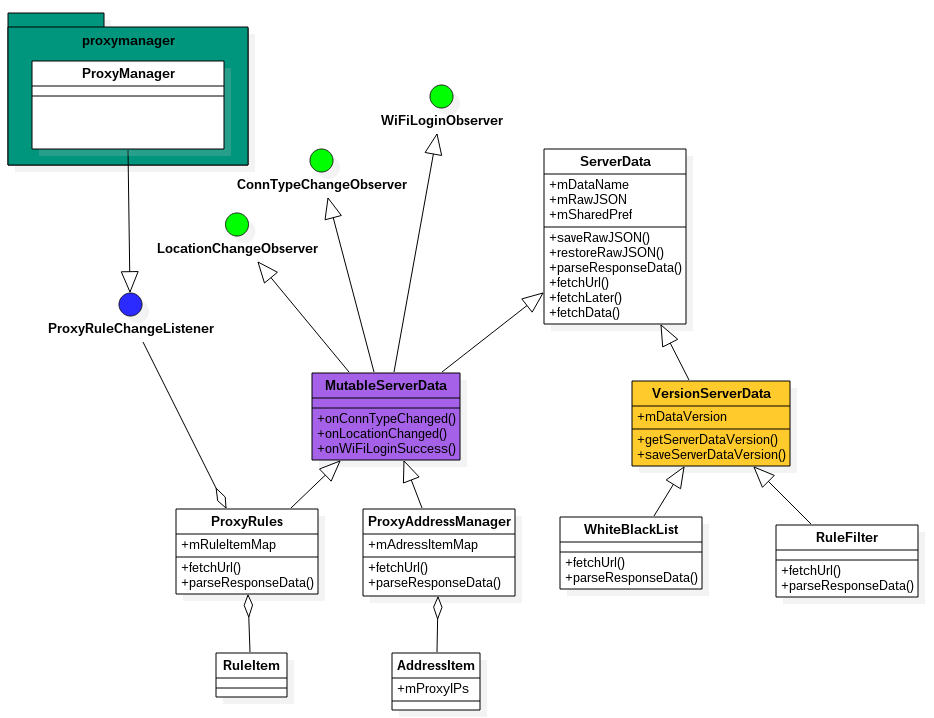 proxymanager
ProxyManager
WiFiLoginObserver
ConnTypeChangeObserver
LocationChangeObserver
ProxyRuleChangeListener
ServerData
+mDataName
+mRawJSON
+mSharedPref
+saveRawJSON()
+restoreRawJSON()
+parseResponseData()
+fetchUrl()
+fetchLater()
+fetchData()
MutableServerData
+onConnTypeChanged()
+onLocationChanged()
+onWiFiLoginSuccess()
VersionServerData
+mDataVersion
+getServerDataVersion()
+saveServerDataVersion()
ProxyRules
+mRuleItemMap
+fetchUrl()
+parseResponseData()
ProxyAddressManager
+mAdressItemMap
+fetchUrl()
+parseResponseData()
WhiteBlackList
+fetchUrl()
+parseResponseData()
RuleFilter
+fetchUrl()
+parseResponseData()
RuleItem
AddressItem
+mProxyIPs